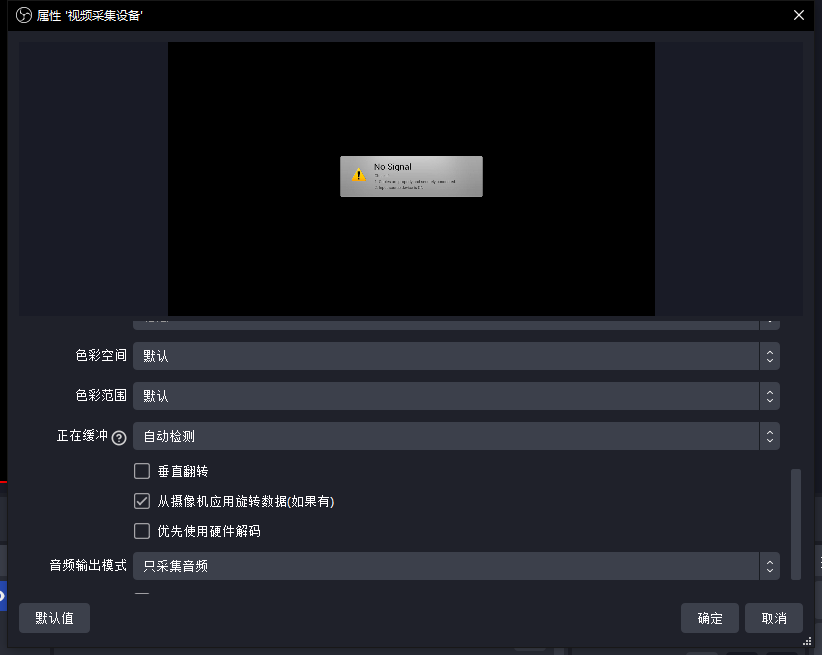 属性 '视频采集设备'
No Signal
色彩空间 默认
色彩范围 默认
正在缓冲 ? 自动检测
垂直翻转
从摄像机应用旋转数据(如果有)
优先使用硬件解码
音频输出模式 只采集音频
默认值 确定 取消